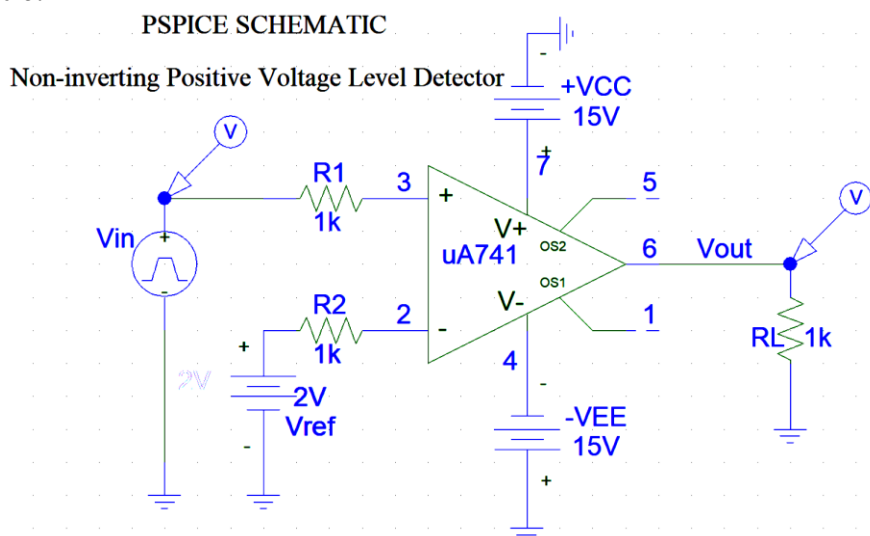 PSPICE SCHEMATIC
Non-inverting Positive Voltage Level Detector
-
+VCC
15V
+
7
V
R1
1k
3
+
5
V
Vin
+
-
V+
uA741
OS2
6
Vout
OS1
R2
1k
2
-
V-
1
RL
1k
+
2V
2V
Vref
-
4
-
-VEE
15V
+